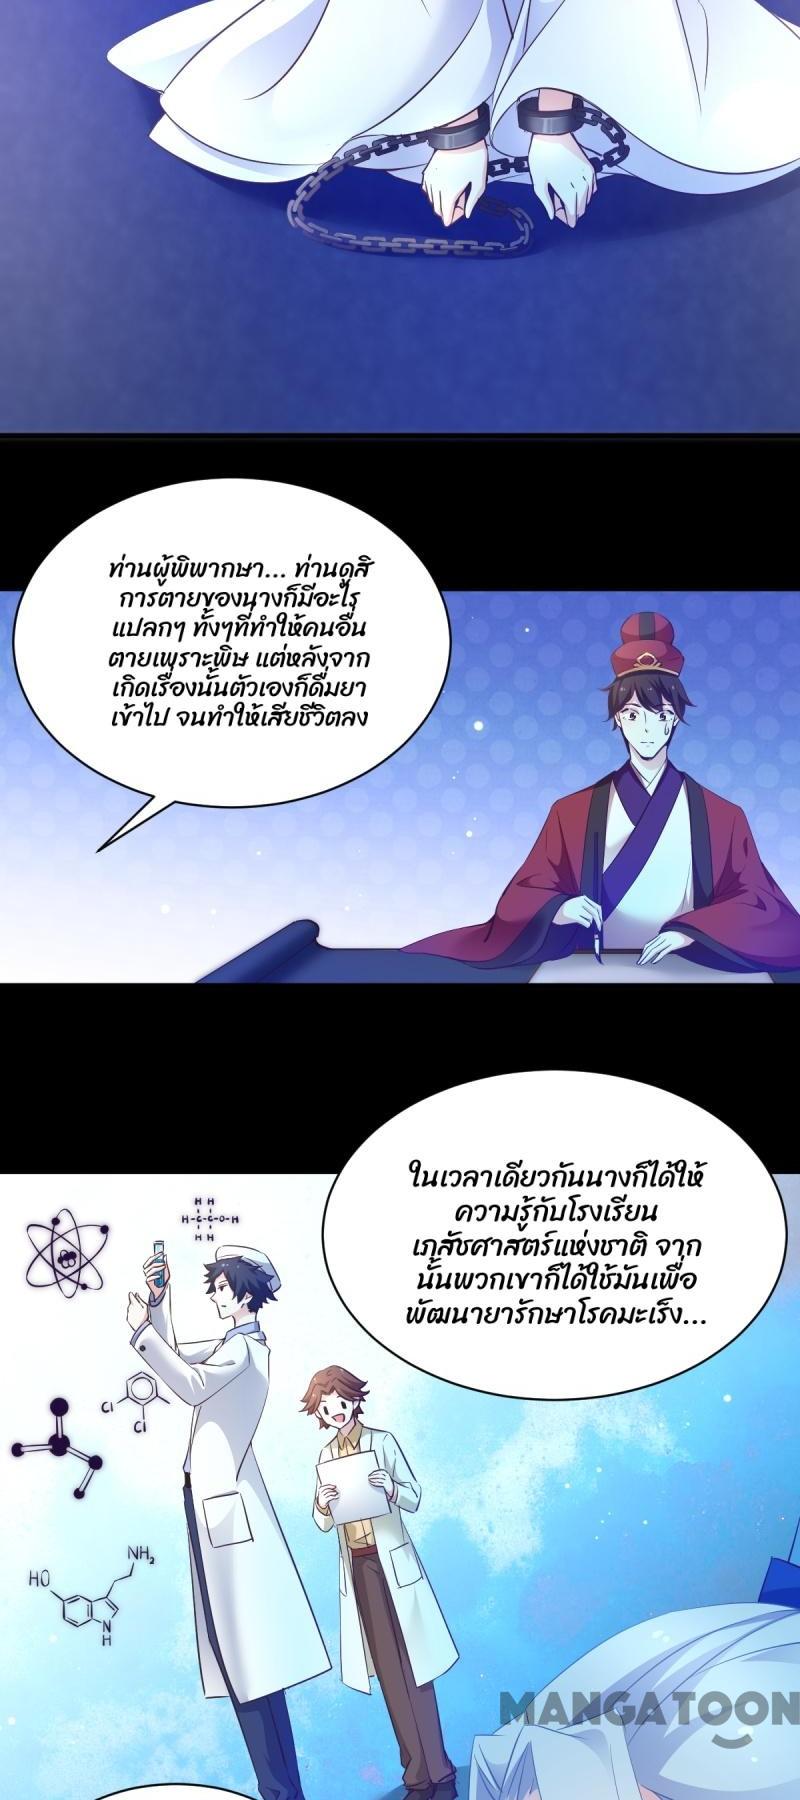 ท่านผู้พิพากษา... ท่านดูสิ
การตายของนางก็มีอะไร
แปลกๆ ทั้งๆที่ทำให้คนอื่น
ตายเพราะพิษ แต่หลังจาก
เกิดเรื่องนั้นตัวเองก็ดื่มยา
เข้าไป จนทำให้เสียชีวิตลง
ในเวลาเดียวกันนางก็ได้ให้
ความรู้กับโรงเรียน
เภสัชศาสตร์แห่งชาติ จาก
นั้นพวกเขาก็ได้ใช้มันเพื่อ
พัฒนายารักษาโรคมะเร็ง...
H H
H-C-C-O-H
H H
Cl
Cl
NH₂
HO
N
H
MANGATOON